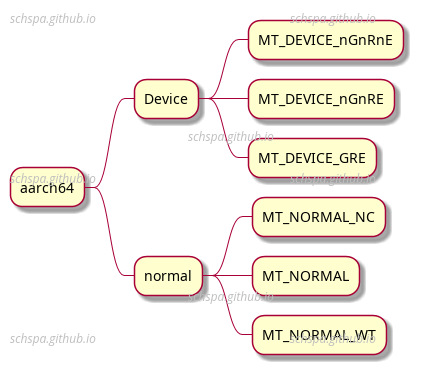 schspa.github.io
schspa.github.io
MT_DEVICE_nGnRnE
Device
MT_DEVICE_nGnRE
schspa.github.io
MT_DEVICE_GRE
schspa.github.io
schspa.github.io
aarch64
MT_NORMAL_NC
normal
MT_NORMAL
schspa.github.io
MT_NORMAL_WT
schspa.github.io
schspa.github.io